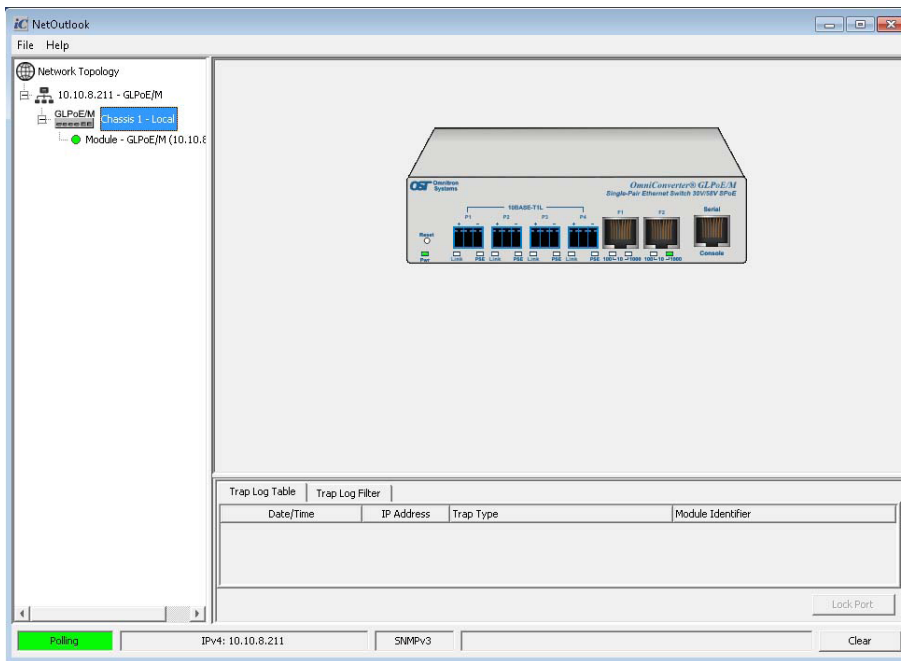 iC NetOutlook
File Help
Network Topology
10.10.8.211 - GLPoE/M
GLPoE/M Chassis 1 - Local
Module - GLPoE/M (10.10.8
OST Omnitron Systems
OmniConverter® GLPoE/M
Single-Pair Ethernet Switch 30V/58V SPoE
10BASE-T1L
P1 P2 P3 P4 P1 P2 Serial
+ - + - + - + -
Reset
Pwr Link PSE Link PSE Link PSE Link PSE 100 10 1000 100 10 1000 Console
Trap Log Table Trap Log Filter
Date/Time IP Address Trap Type Module Identifier
Lock Port
Polling IPv4: 10.10.8.211 SNMPv3 Clear